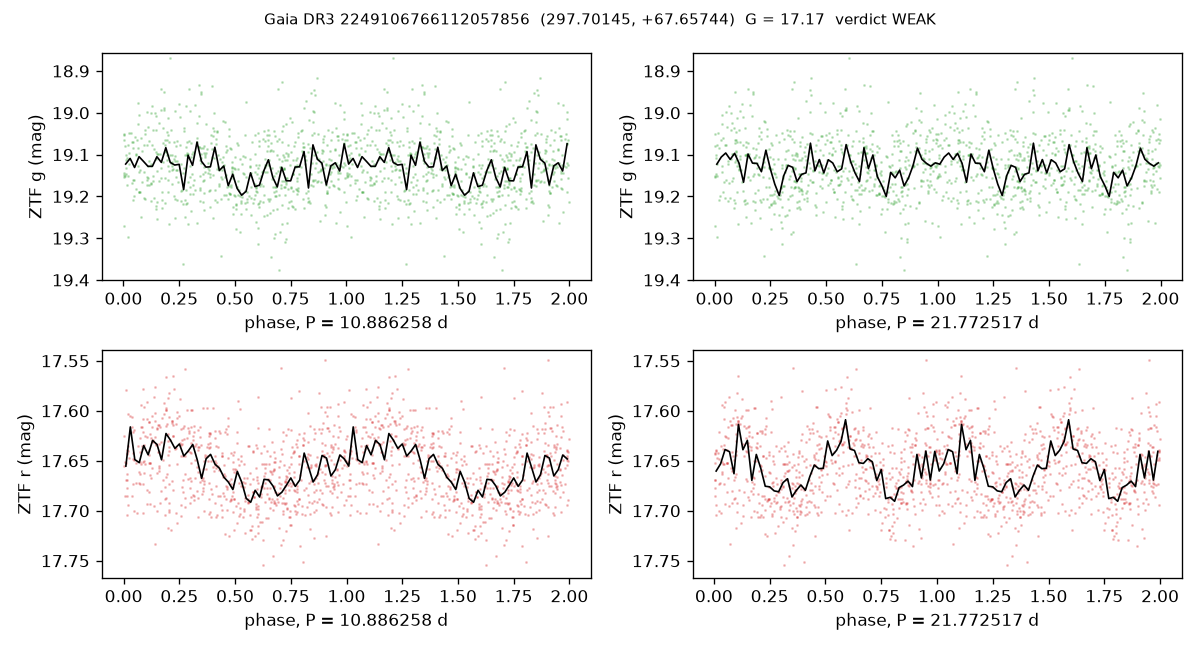 Gaia DR3 2249106766112057856 (297.70145, +67.65744) G = 17.17 verdict WEAK
ZTF g (mag)
18.9
19.0
19.1
19.2
19.3
19.4
0.00 0.25 0.50 0.75 1.00 1.25 1.50 1.75 2.00
phase, P = 10.886258 d
ZTF g (mag)
18.9
19.0
19.1
19.2
19.3
19.4
0.00 0.25 0.50 0.75 1.00 1.25 1.50 1.75 2.00
phase, P = 21.772517 d
ZTF r (mag)
17.55
17.60
17.65
17.70
17.75
0.00 0.25 0.50 0.75 1.00 1.25 1.50 1.75 2.00
phase, P = 10.886258 d
ZTF r (mag)
17.55
17.60
17.65
17.70
17.75
0.00 0.25 0.50 0.75 1.00 1.25 1.50 1.75 2.00
phase, P = 21.772517 d